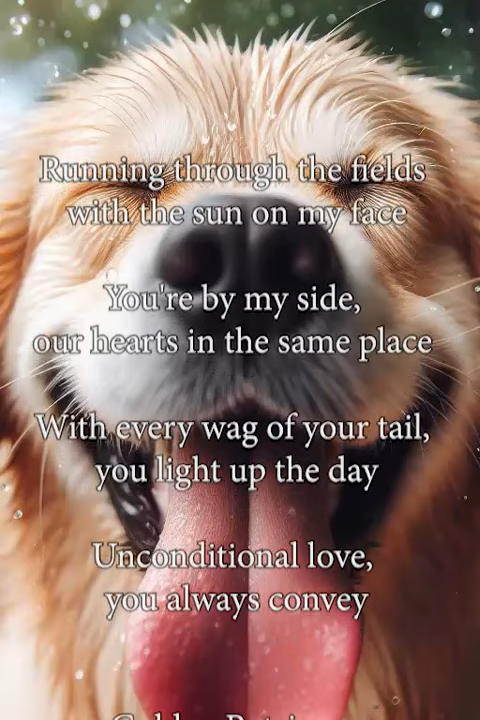 Running through the fields
with the sun on my face
You're by my side,
our hearts in the same place
With every wag of your tail,
you light up the day
Unconditional love,
you always convey